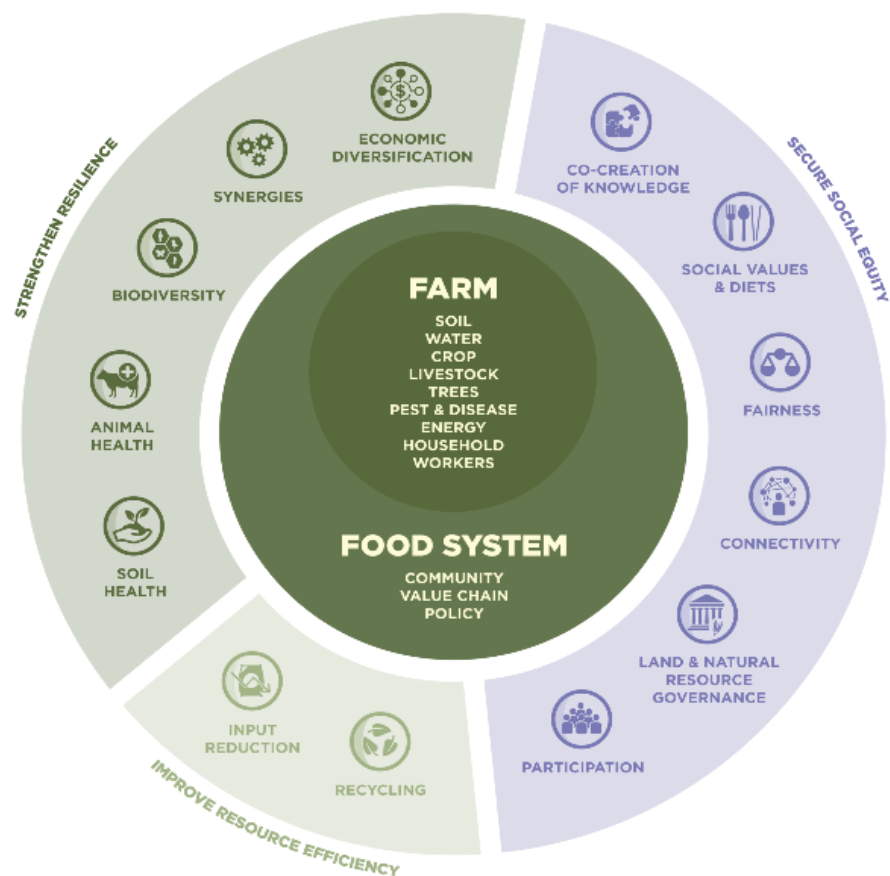 STRENGTHEN RESILIENCE
ECONOMIC
DIVERSIFICATION
SYNERGIES
BIODIVERSITY
ANIMAL
HEALTH
SOIL
HEALTH
SECURE SOCIAL EQUITY
CO-CREATION
OF KNOWLEDGE
SOCIAL VALUES
& DIETS
FAIRNESS
CONNECTIVITY
LAND & NATURAL
RESOURCE
GOVERNANCE
PARTICIPATION
IMPROVE RESOURCE EFFICIENCY
INPUT
REDUCTION
RECYCLING
FARM
SOIL
WATER
CROP
LIVESTOCK
TREES
PEST & DISEASE
ENERGY
HOUSEHOLD
WORKERS
FOOD SYSTEM
COMMUNITY
VALUE CHAIN
POLICY
$